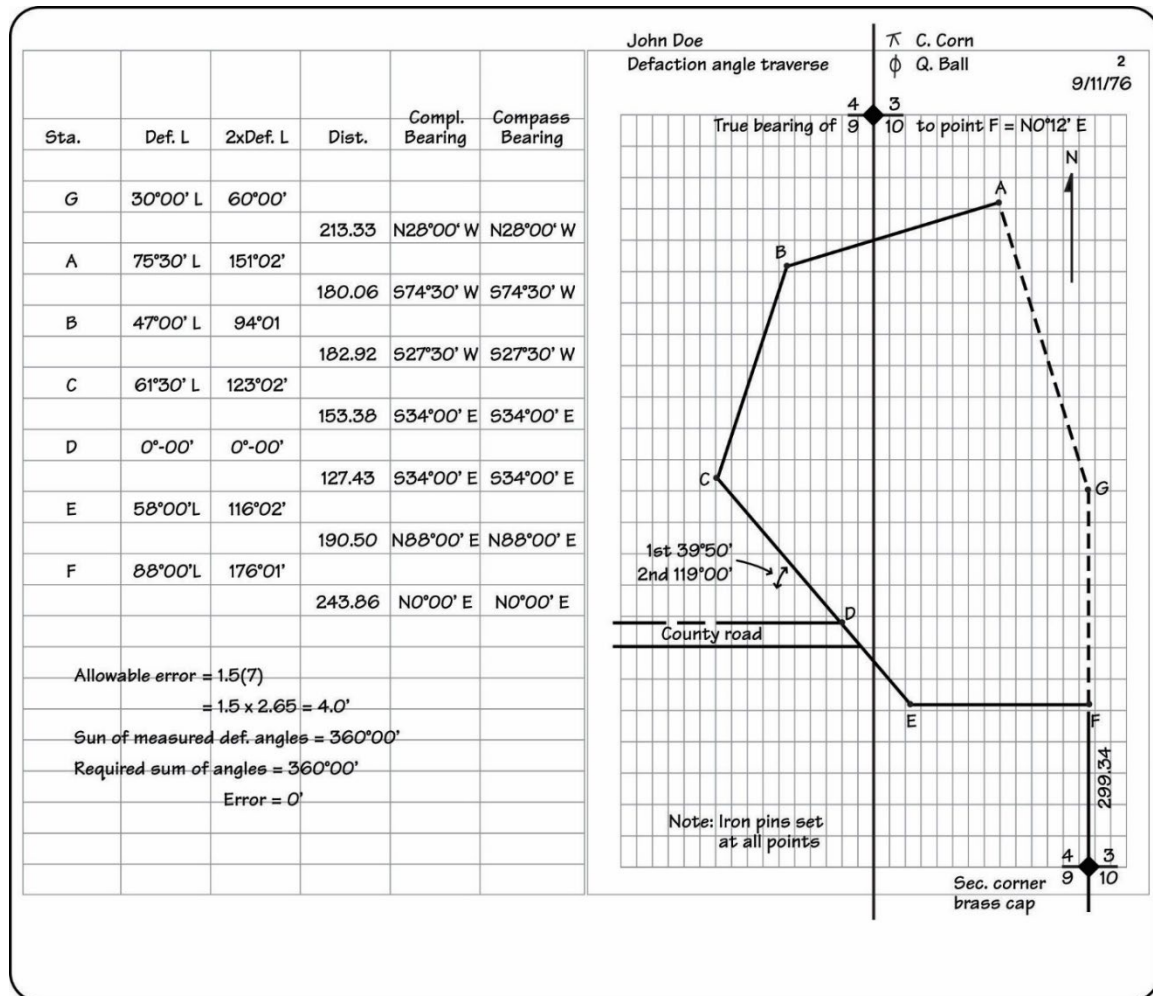 Sta. Def. L 2xDef. L Dist. Compl. Bearing Compass Bearing
G 30°00' L 60°00'
213.33 N28°00' W N28°00' W
A 75°30' L 151°02'
180.06 S74°30' W S74°30' W
B 47°00' L 94°01
182.92 S27°30' W S27°30' W
C 61°30' L 123°02'
153.38 S34°00' E S34°00' E
D 0°-00' 0°-00'
127.43 S34°00' E S34°00' E
E 58°00'L 116°02'
190.50 N88°00' E N88°00' E
F 88°00'L 176°01'
243.86 N0°00' E N0°00' E
Allowable error = 1.5(7)
= 1.5 x 2.65 = 4.0'
Sun of measured def. angles = 360°00'
Required sum of angles = 360°00'
Error = 0'
John Doe
Defaction angle traverse
C. Corn
ϕ Q. Ball
2
9/11/76
4 3
True bearing of 9 10 to point F = N0°12' E
N
A
B
C
G
1st 39°50'
2nd 119°00'
D
County road
E
F
299.34
Note: Iron pins set
at all points
4 3
9 10
Sec. corner
brass cap